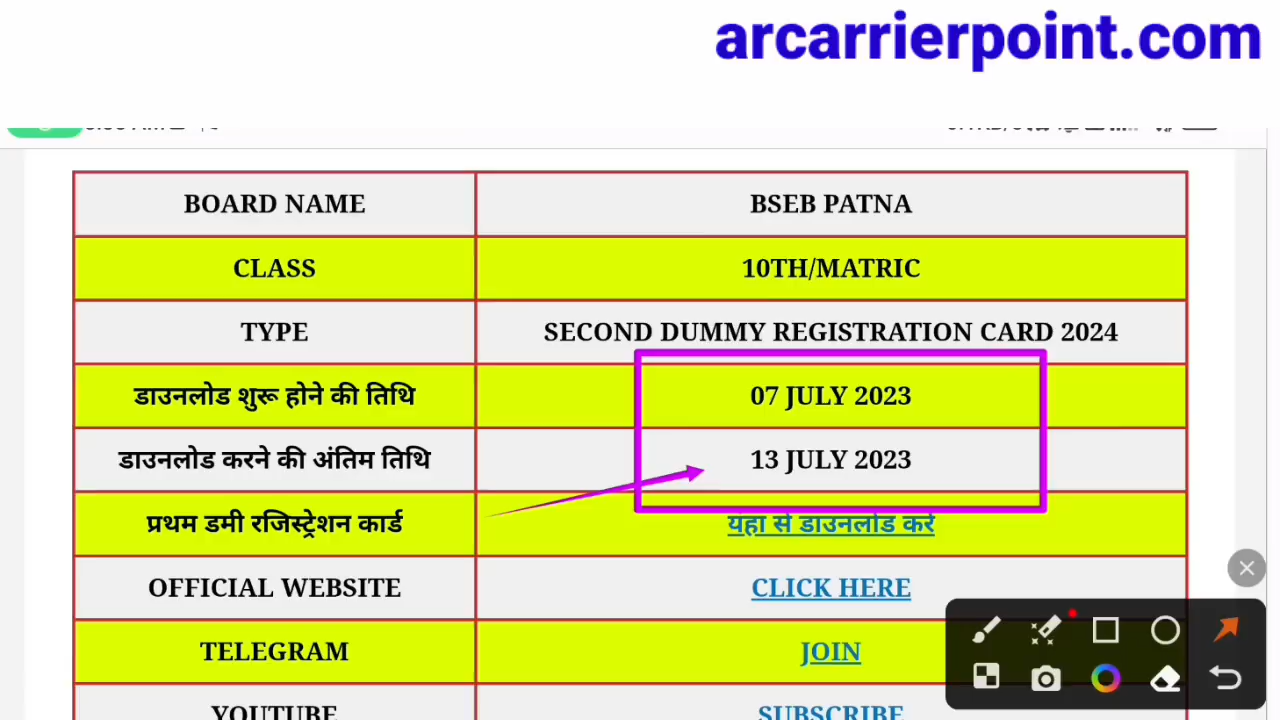 arcarrierpoint.com
BOARD NAME BSEB PATNA
CLASS 10TH/MATRIC
TYPE SECOND DUMMY REGISTRATION CARD 2024
डाउनलोड शुरू होने की तिथि 07 JULY 2023
डाउनलोड करने की अंतिम तिथि 13 JULY 2023
प्रथम डमी रजिस्ट्रेशन कार्ड यहां से डाउनलोड करें
OFFICIAL WEBSITE CLICK HERE
TELEGRAM JOIN
YOUTUBE SUBSCRIBE